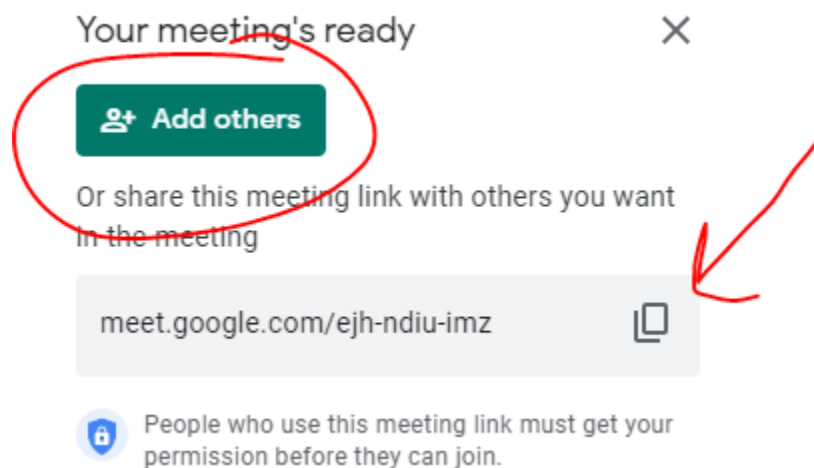 Your meeting's ready
Add others
Or share this meeting link with others you want
in the meeting
meet.google.com/ejh-ndiu-imz
People who use this meeting link must get your
permission before they can join.